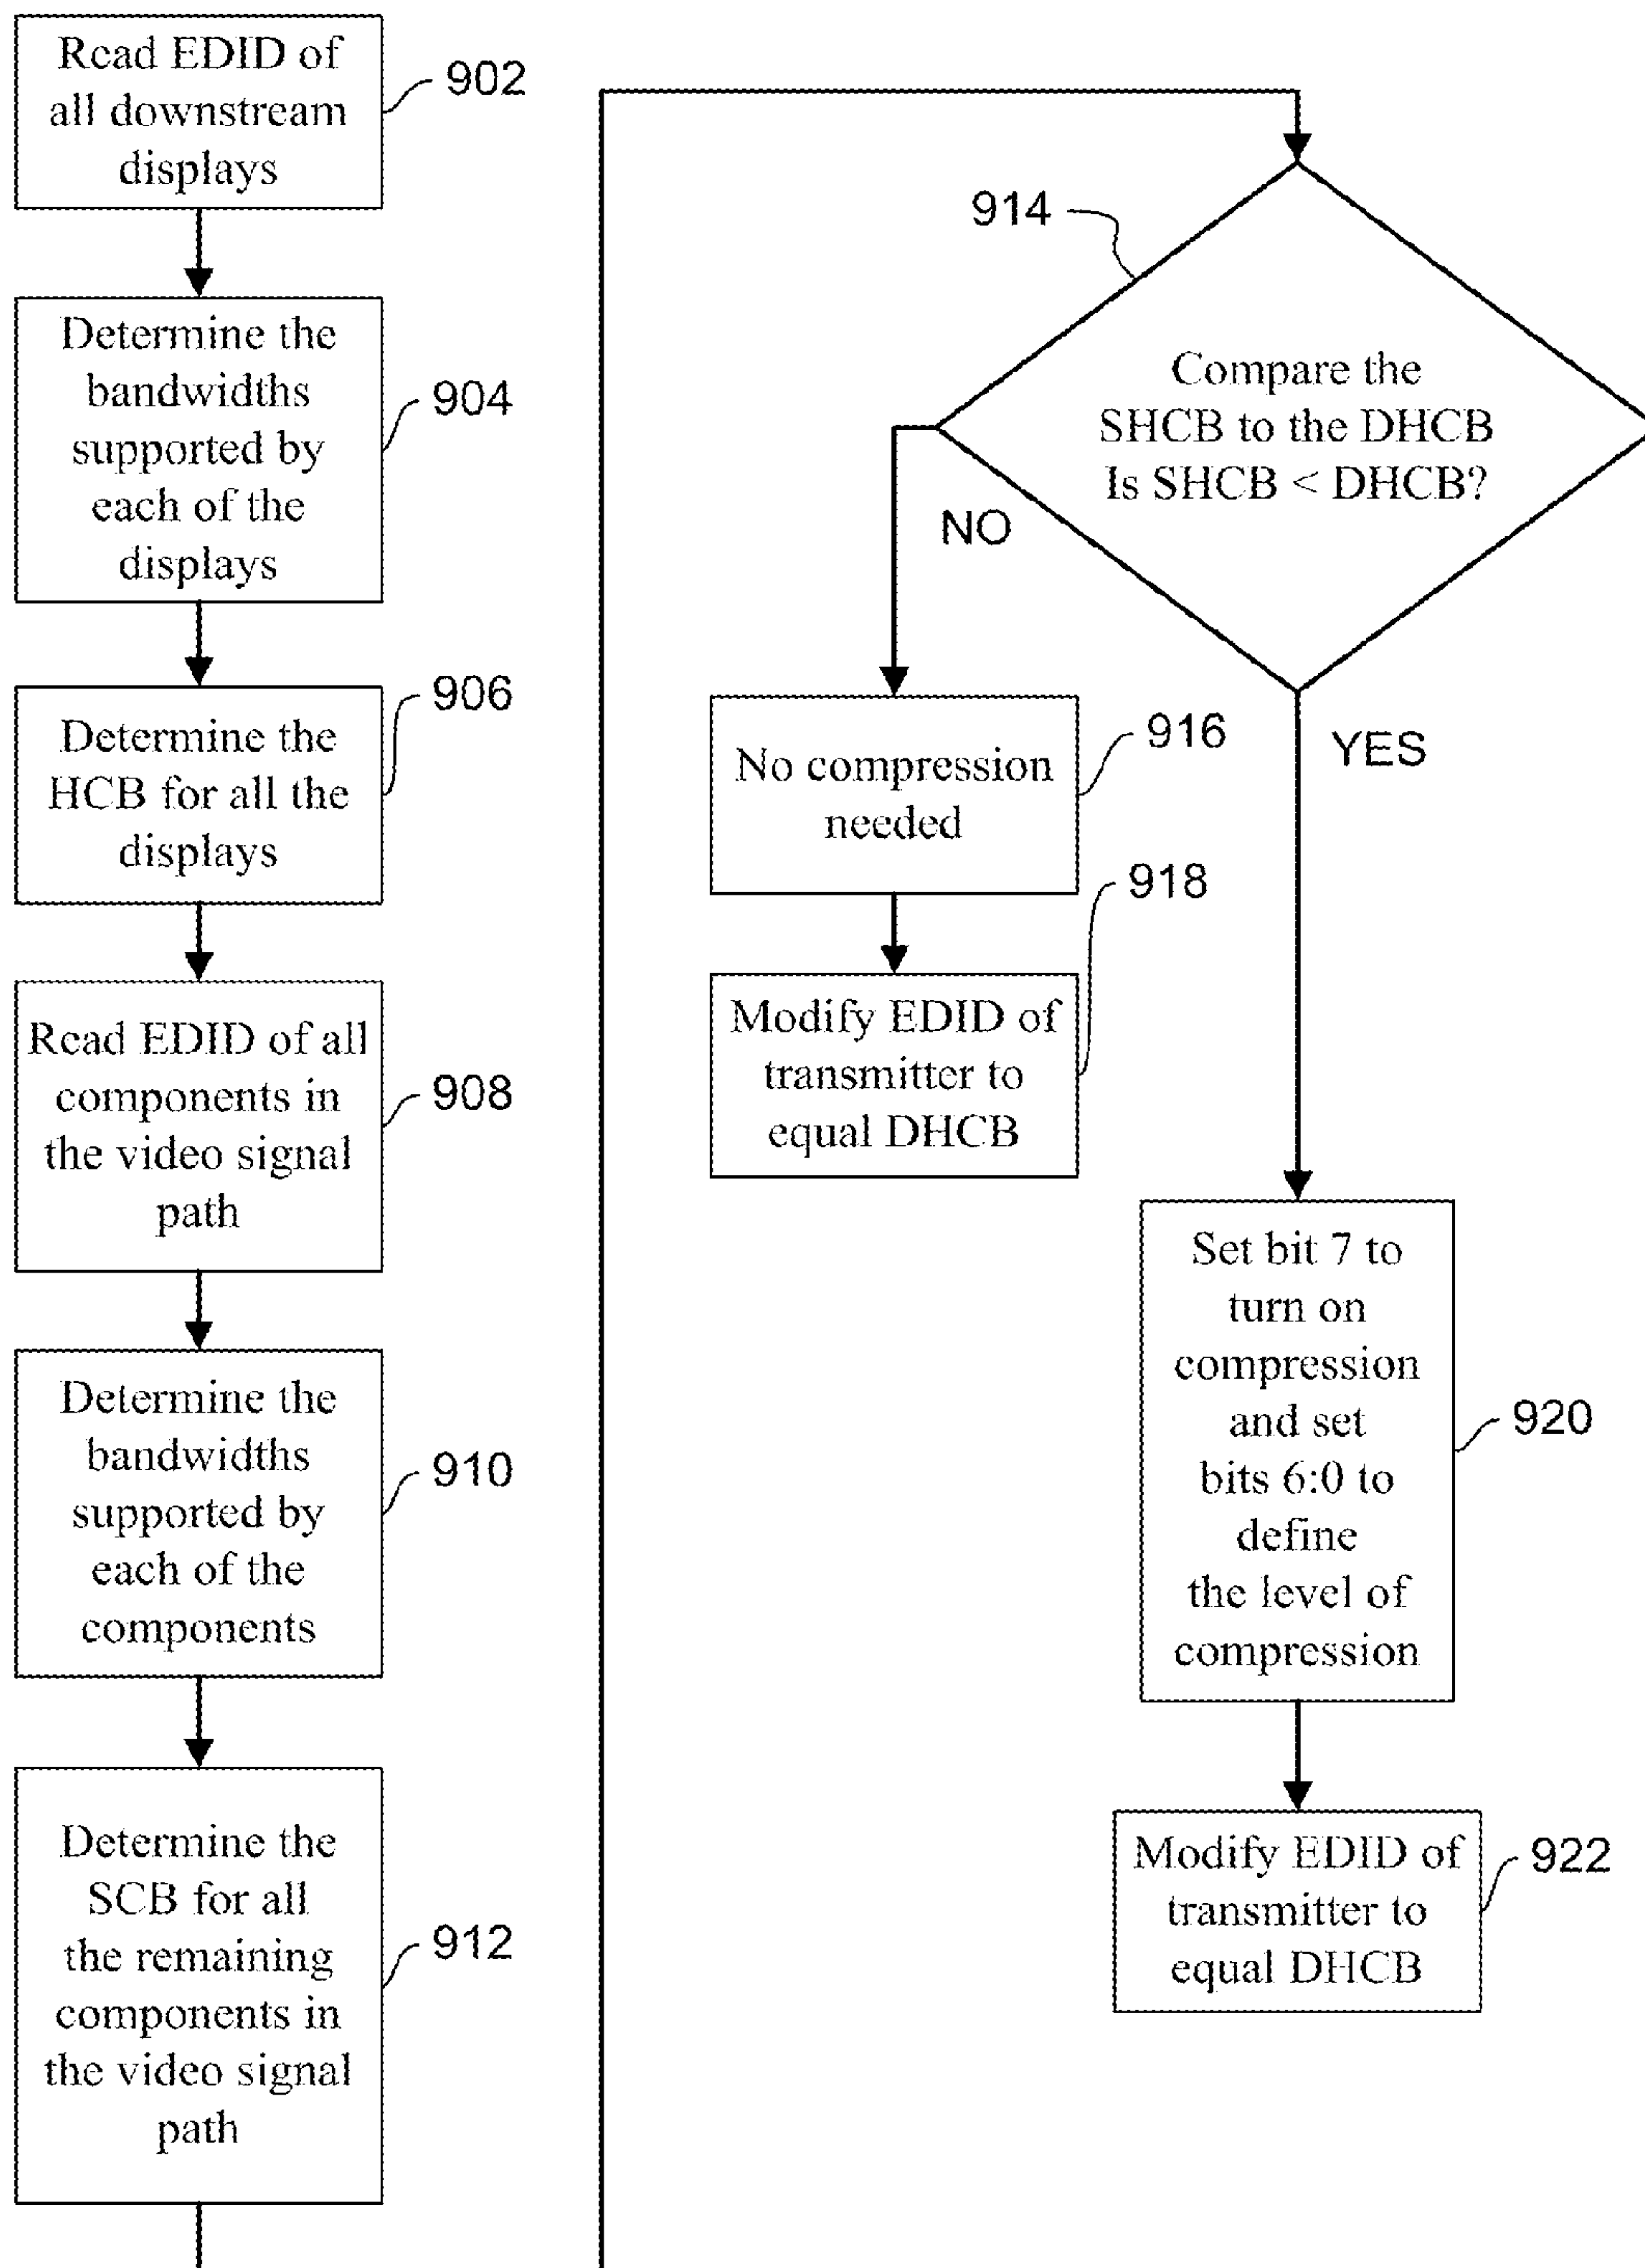 Read EDID of
all downstream
displays
902
Determine the
bandwidths
supported by
each of the
displays
904
Determine the
HCB for all the
displays
906
Read EDID of all
components in
the video signal
path
908
Determine the
bandwidths
supported by
each of the
components
910
Determine the
SCB for all
the remaining
components in
the video signal
path
912
914
Compare the
SHCB to the DHCB
Is SHCB < DHCB?
NO
YES
No compression
needed
916
Modify EDID of
transmitter to
equal DHCB
918
Set bit 7 to
turn on
compression
and set
bits 6:0 to
define
the level of
compression
920
Modify EDID of
transmitter to
equal DHCB
922